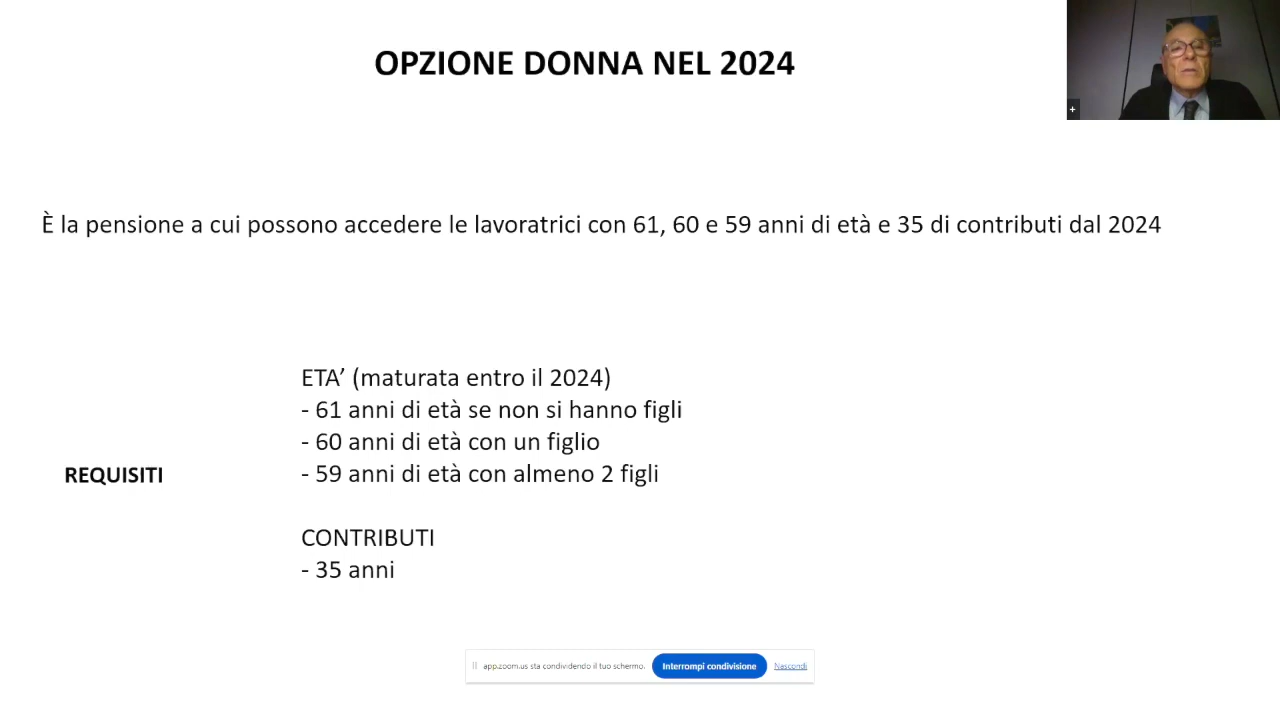 OPZIONE DONNA NEL 2024
È la pensione a cui possono accedere le lavoratrici con 61, 60 e 59 anni di età e 35 di contributi dal 2024
REQUISITI
ETA’ (maturata entro il 2024)
- 61 anni di età se non si hanno figli
- 60 anni di età con un figlio
- 59 anni di età con almeno 2 figli
CONTRIBUTI
- 35 anni
app.zoom.us sta condividendo il tuo schermo. Interrompi condivisione Nascondi